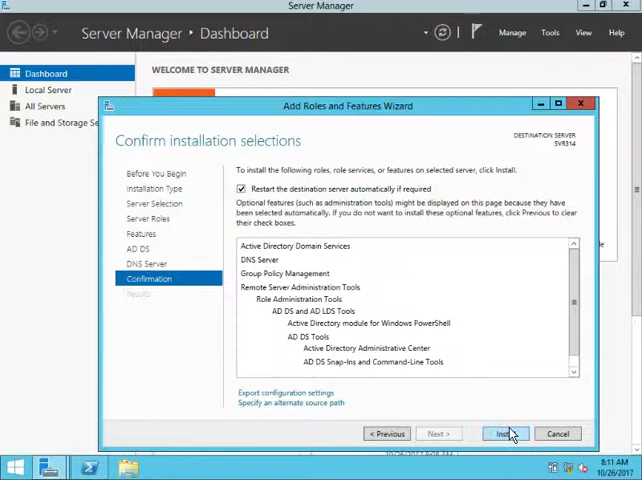 Server Manager
Server Manager • Dashboard
Manage Tools View Help
Dashboard
Local Server
All Servers
File and Storage Se
WELCOME TO SERVER MANAGER
Add Roles and Features Wizard
Confirm installation selections
DESTINATION SERVER
SVR314
Before You Begin
Installation Type
Server Selection
Server Roles
Features
AD DS
DNS Server
Confirmation
Results
To install the following roles, role services, or features on selected server, click Install.
Restart the destination server automatically if required
Optional features (such as administration tools) might be displayed on this page because they have
been selected automatically. If you do not want to install these optional features, click Previous to clear
their check boxes.
Active Directory Domain Services
DNS Server
Group Policy Management
Remote Server Administration Tools
Role Administration Tools
AD DS and AD LDS Tools
Active Directory module for Windows PowerShell
AD DS Tools
Active Directory Administrative Center
AD DS Snap-Ins and Command-Line Tools
Export configuration settings
Specify an alternate source path
< Previous Next > Cancel
8:11 AM
10/26/2017